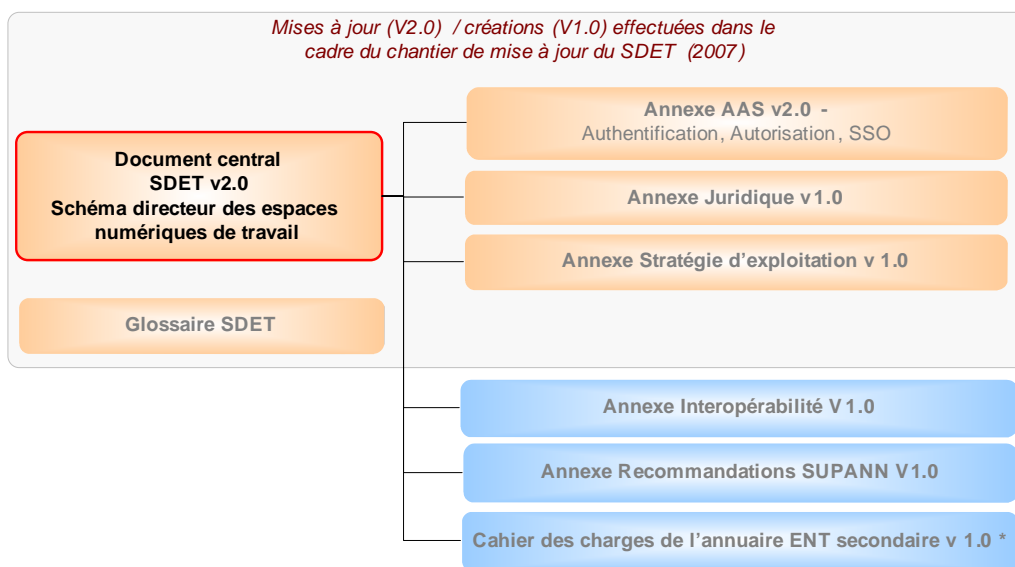 Mises à jour (V2.0) / créations (V1.0) effectuées dans le
cadre du chantier de mise à jour du SDET (2007)
Document central
SDET v2.0
Schéma directeur des espaces
numériques de travail
Glossaire SDET
Annexe AAS v2.0 -
Authentification, Autorisation, SSO
Annexe Juridique v1.0
Annexe Stratégie d'exploitation v 1.0
Annexe Interopérabilité V1.0
Annexe Recommandations SUPANN V1.0
Cahier des charges de l'annuaire ENT secondaire v 1.0 *